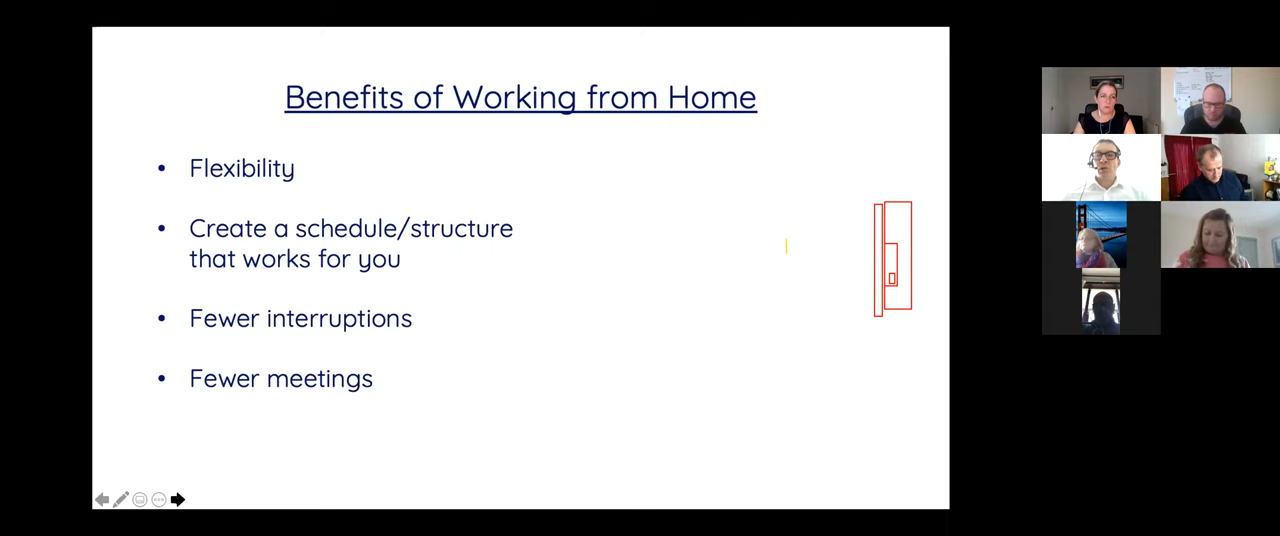 Benefits of Working from Home
• Flexibility
• Create a schedule/structure
that works for you
• Fewer interruptions
• Fewer meetings